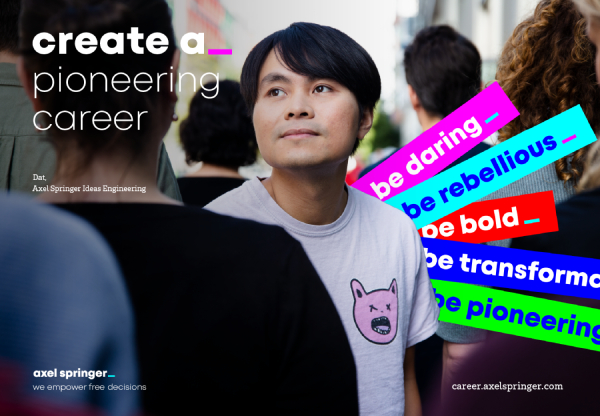 create a_
pioneering
career
Dat,
Axel Springer Ideas Engineering
be daring_
be rebellious_
be bold_
be transforma
be pioneering
axel springer_
we empower free decisions
career.axelspringer.com